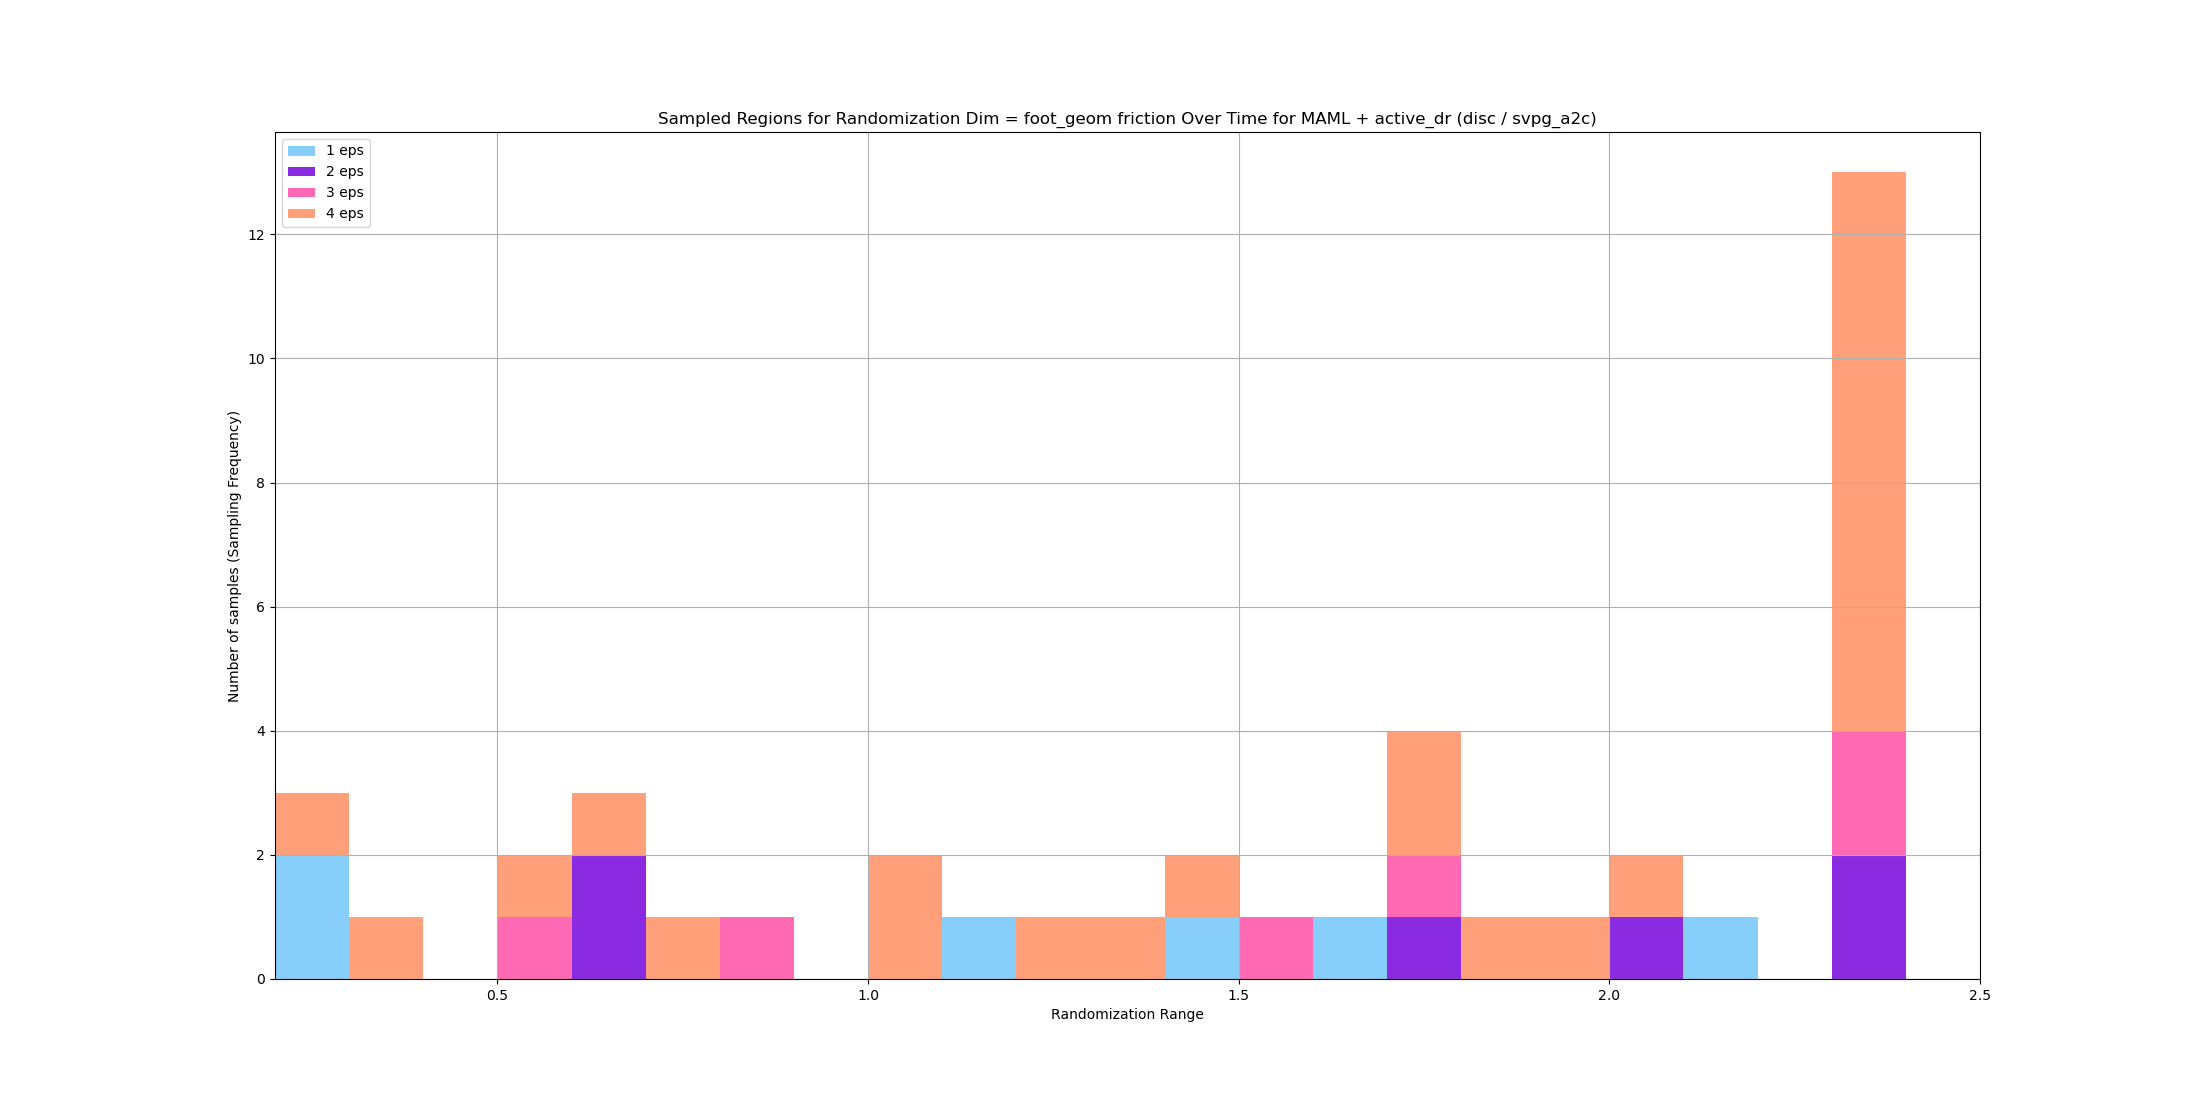 Sampled Regions for Randomization Dim = foot_geom friction Over Time for MAML + active_dr (disc / svpg_a2c)
1 eps
2 eps
3 eps
4 eps
Number of samples (Sampling Frequency)
12
10
8
6
4
2
0
0.5 1.0 1.5 2.0 2.5
Randomization Range